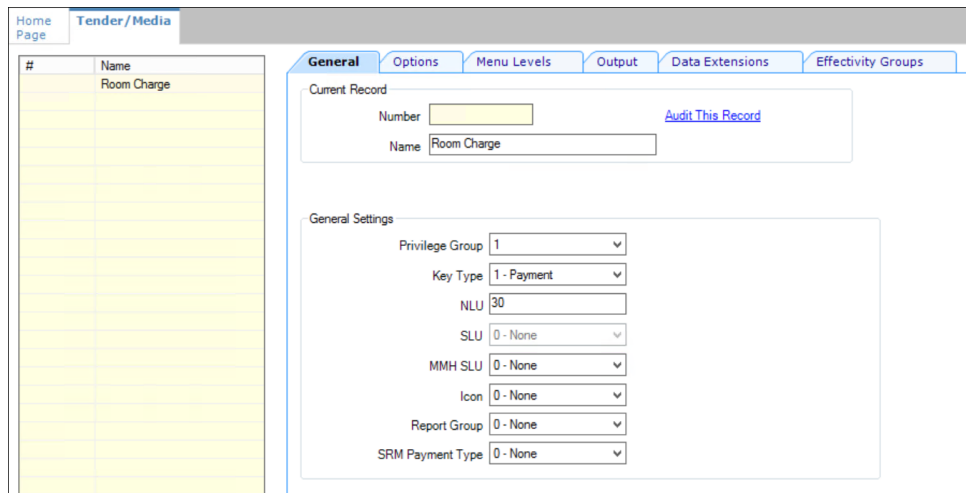 Home Page
Tender/Media
# Name
Room Charge
General Options Menu Levels Output Data Extensions Effectivity Groups
Current Record
Number
Audit This Record
Name Room Charge
General Settings
Privilege Group 1
Key Type 1 - Payment
NLU 30
SLU 0 - None
MMH SLU 0 - None
Icon 0 - None
Report Group 0 - None
SRM Payment Type 0 - None